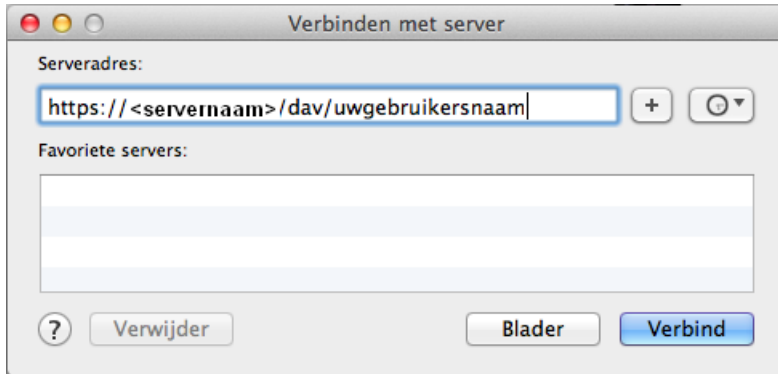 Verbinden met server
Serveradres:
https://<servernaam>/dav/uwgebruikersnaam
+
Favoriete servers:
? Verwijder Blader Verbind